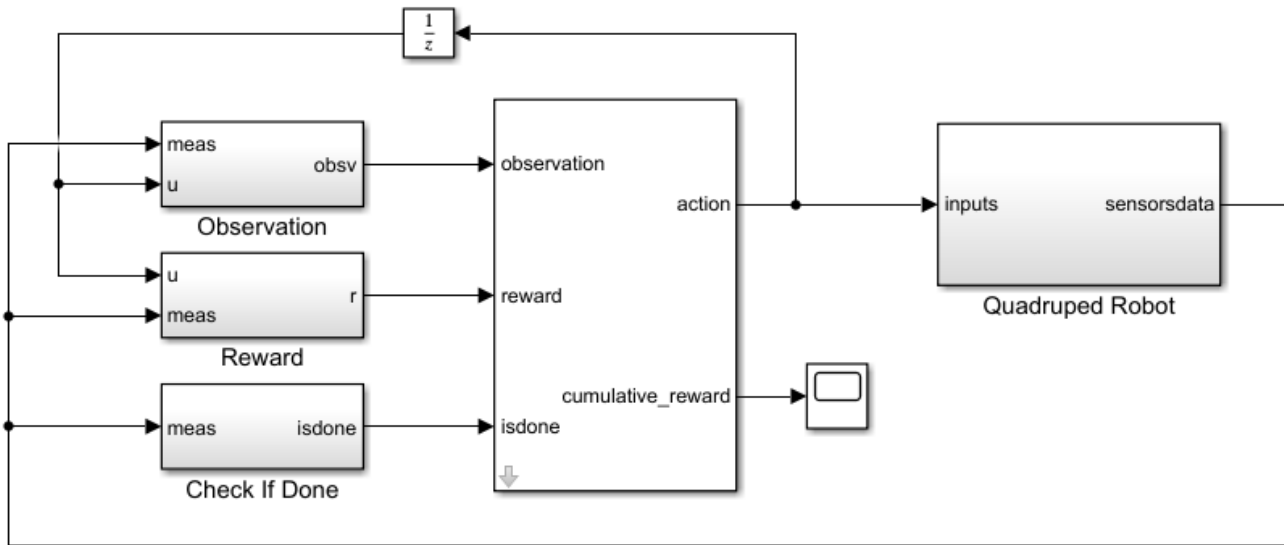 1
z
meas
obsv
u
Observation
u
r
meas
Reward
meas
isdone
Check If Done
observation
action
reward
cumulative_reward
isdone
inputs
sensorsdata
Quadruped Robot